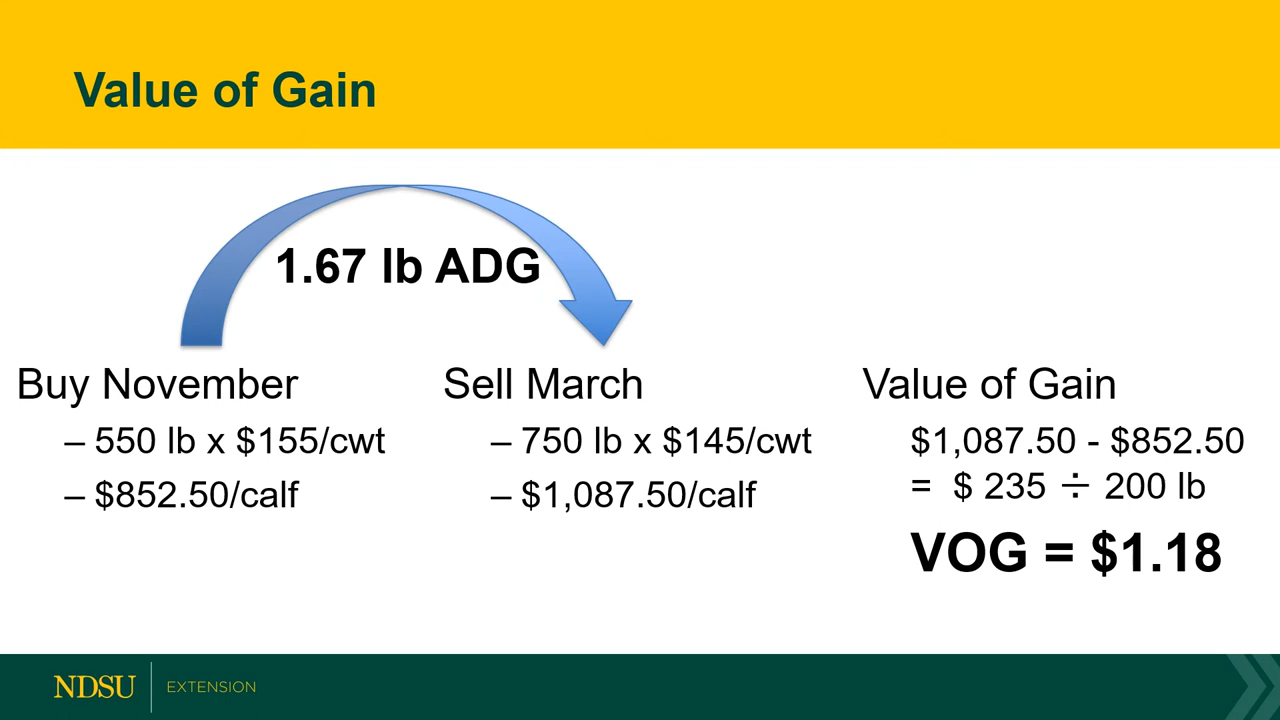 Value of Gain
1.67 lb ADG
Buy November
– 550 lb x $155/cwt
– $852.50/calf
Sell March
– 750 lb x $145/cwt
– $1,087.50/calf
Value of Gain
$1,087.50 - $852.50
= $ 235 ÷ 200 lb
VOG = $1.18
NDSU EXTENSION